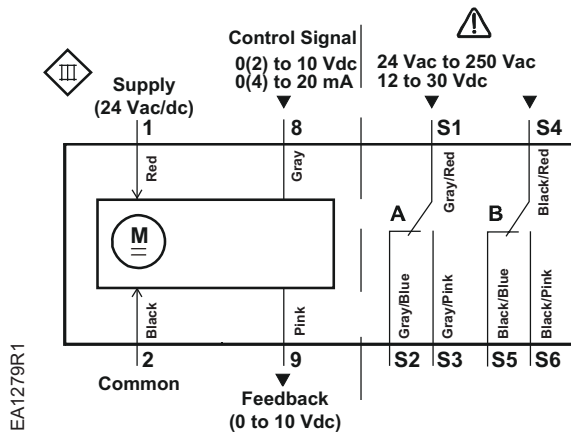 Control Signal
0(2) to 10 Vdc
0(4) to 20 mA
24 Vac to 250 Vac
12 to 30 Vdc
III
Supply
(24 Vac/dc)
1
8
S1
S4
Red
Gray
Gray/Red
Black/Red
A
B
M
Black
Pink
Gray/Blue
Gray/Pink
Black/Blue
Black/Pink
2
9
S2
S3
S5
S6
Common
Feedback
(0 to 10 Vdc)
EA1279R1